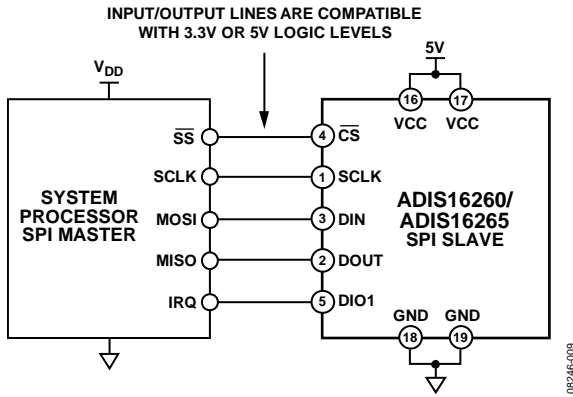 INPUT/OUTPUT LINES ARE COMPATIBLE
WITH 3.3V OR 5V LOGIC LEVELS
VDD
5V
16
17
VCC
VCC
SS
4
CS
SCLK
1
SCLK
SYSTEM
PROCESSOR
SPI MASTER
MOSI
3
DIN
ADIS16260/
ADIS16265
SPI SLAVE
MISO
2
DOUT
IRQ
5
DIO1
GND
GND
18
19
08246-009